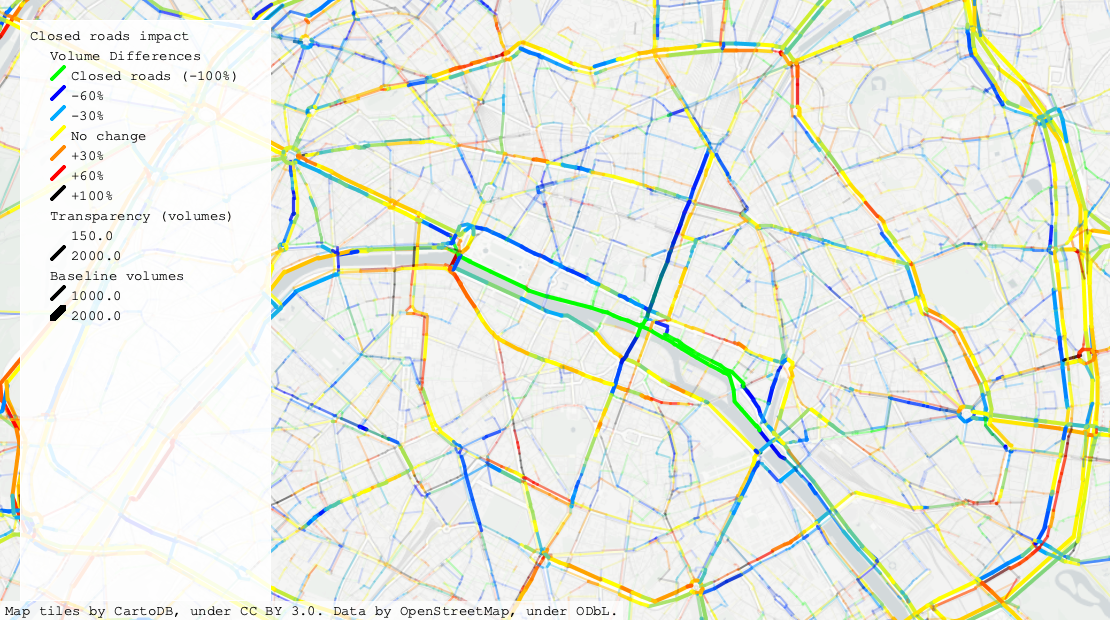 Closed roads impact
Volume Differences
Closed roads (-100%)
-60%
-30%
No change
+30%
+60%
+100%
Transparency (volumes)
150.0
2000.0
Baseline volumes
1000.0
2000.0
Map tiles by CartoDB, under CC BY 3.0. Data by OpenStreetMap, under ODbL.